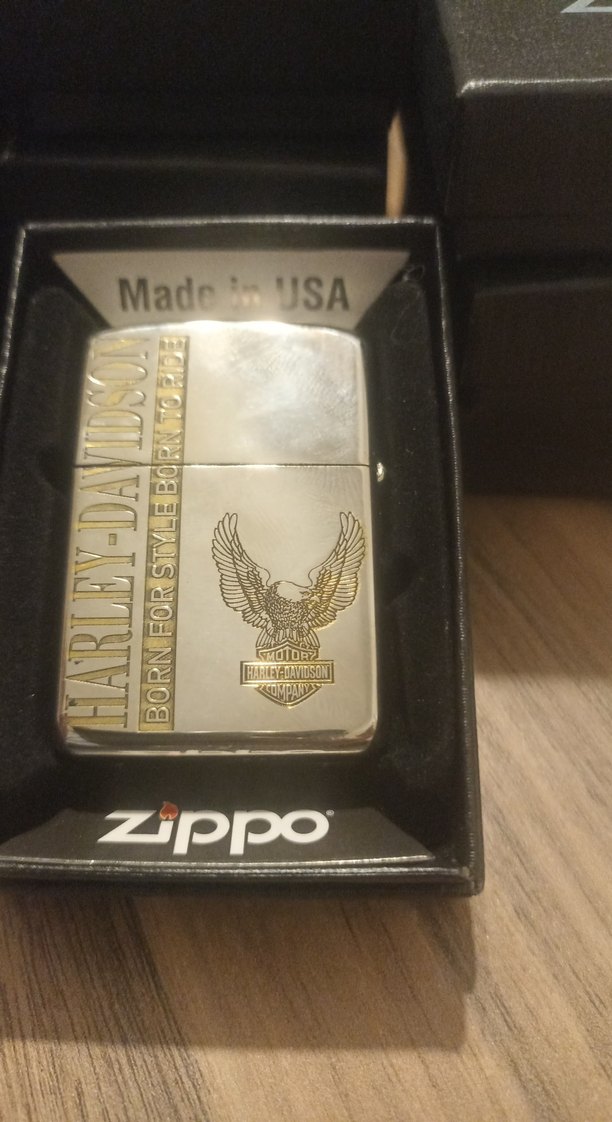 Made in USA
HARLEY-DAVIDSON
BORN FOR STYLE BORN TO RIDE
MOTOR
HARLEY-DAVIDSON
COMPANY
zippo